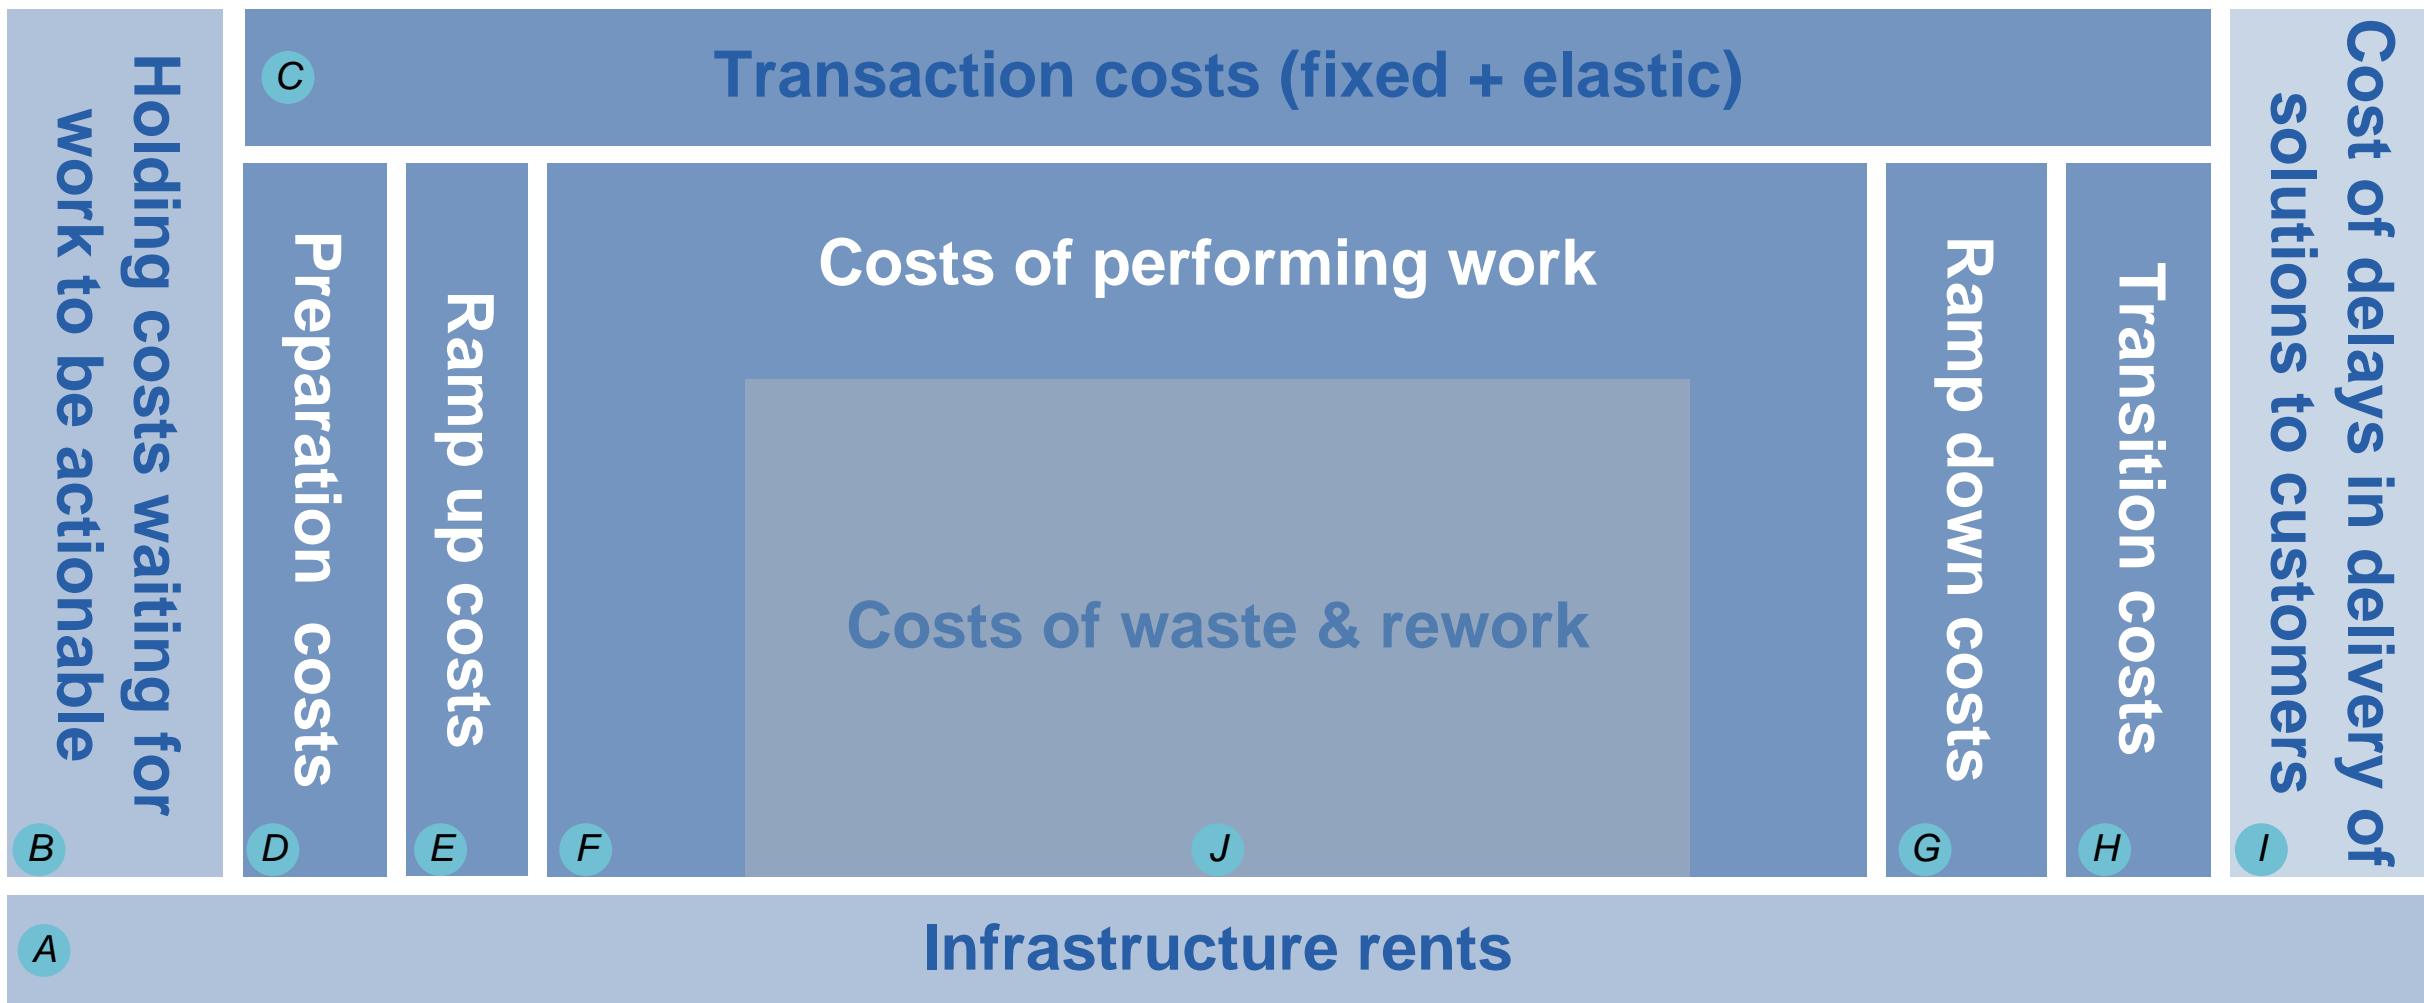 Holding costs waiting for
work to be actionable
B
C
Transaction costs (fixed + elastic)
Preparation costs
D
Ramp up costs
E
Costs of performing work
F
Costs of waste & rework
J
Ramp down costs
G
Transition costs
H
Cost of delays in delivery of
solutions to customers
I
A
Infrastructure rents